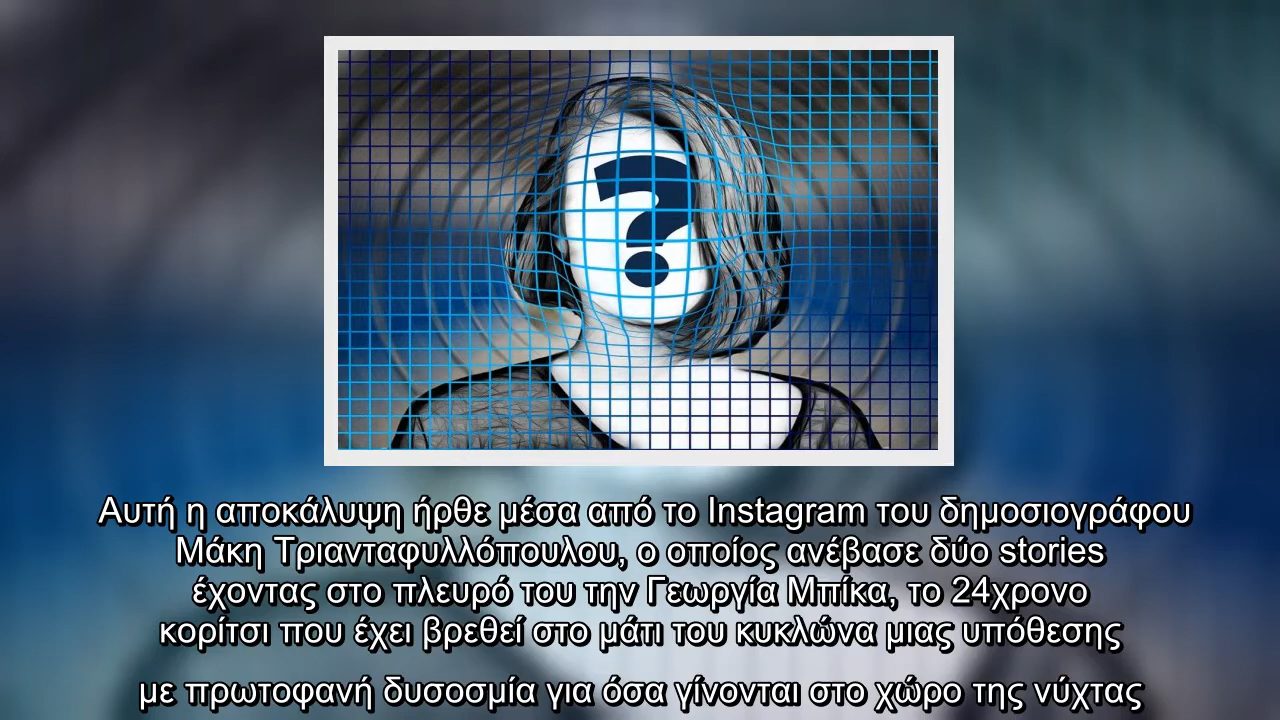 Αυτή η αποκάλυψη ήρθε μέσα από το Instagram του δημοσιογράφου
Μάκη Τριανταφυλλόπουλου, ο οποίος ανέβασε δύο stories
έχοντας στο πλευρό του την Γεωργία Μπίκα, το 24χρονο
κορίτσι που έχει βρεθεί στο μάτι του κυκλώνα μιας υπόθεσης
με πρωτοφανή δυσοσμία για όσα γίνονται στο χώρο της νύχτας